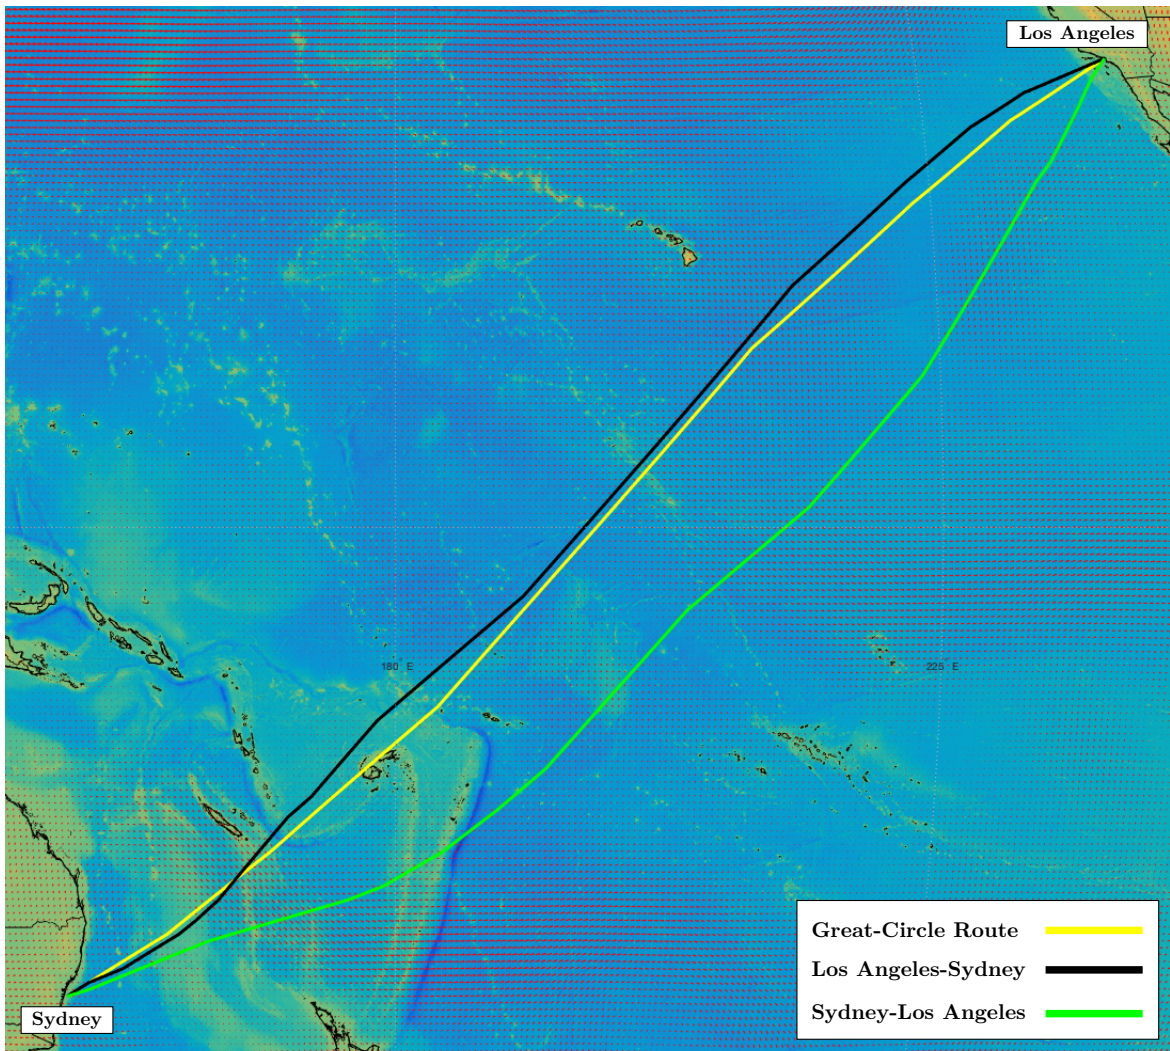 Los Angeles
180° E
225 E
Great-Circle Route
Los Angeles-Sydney
Sydney-Los Angeles
Sydney